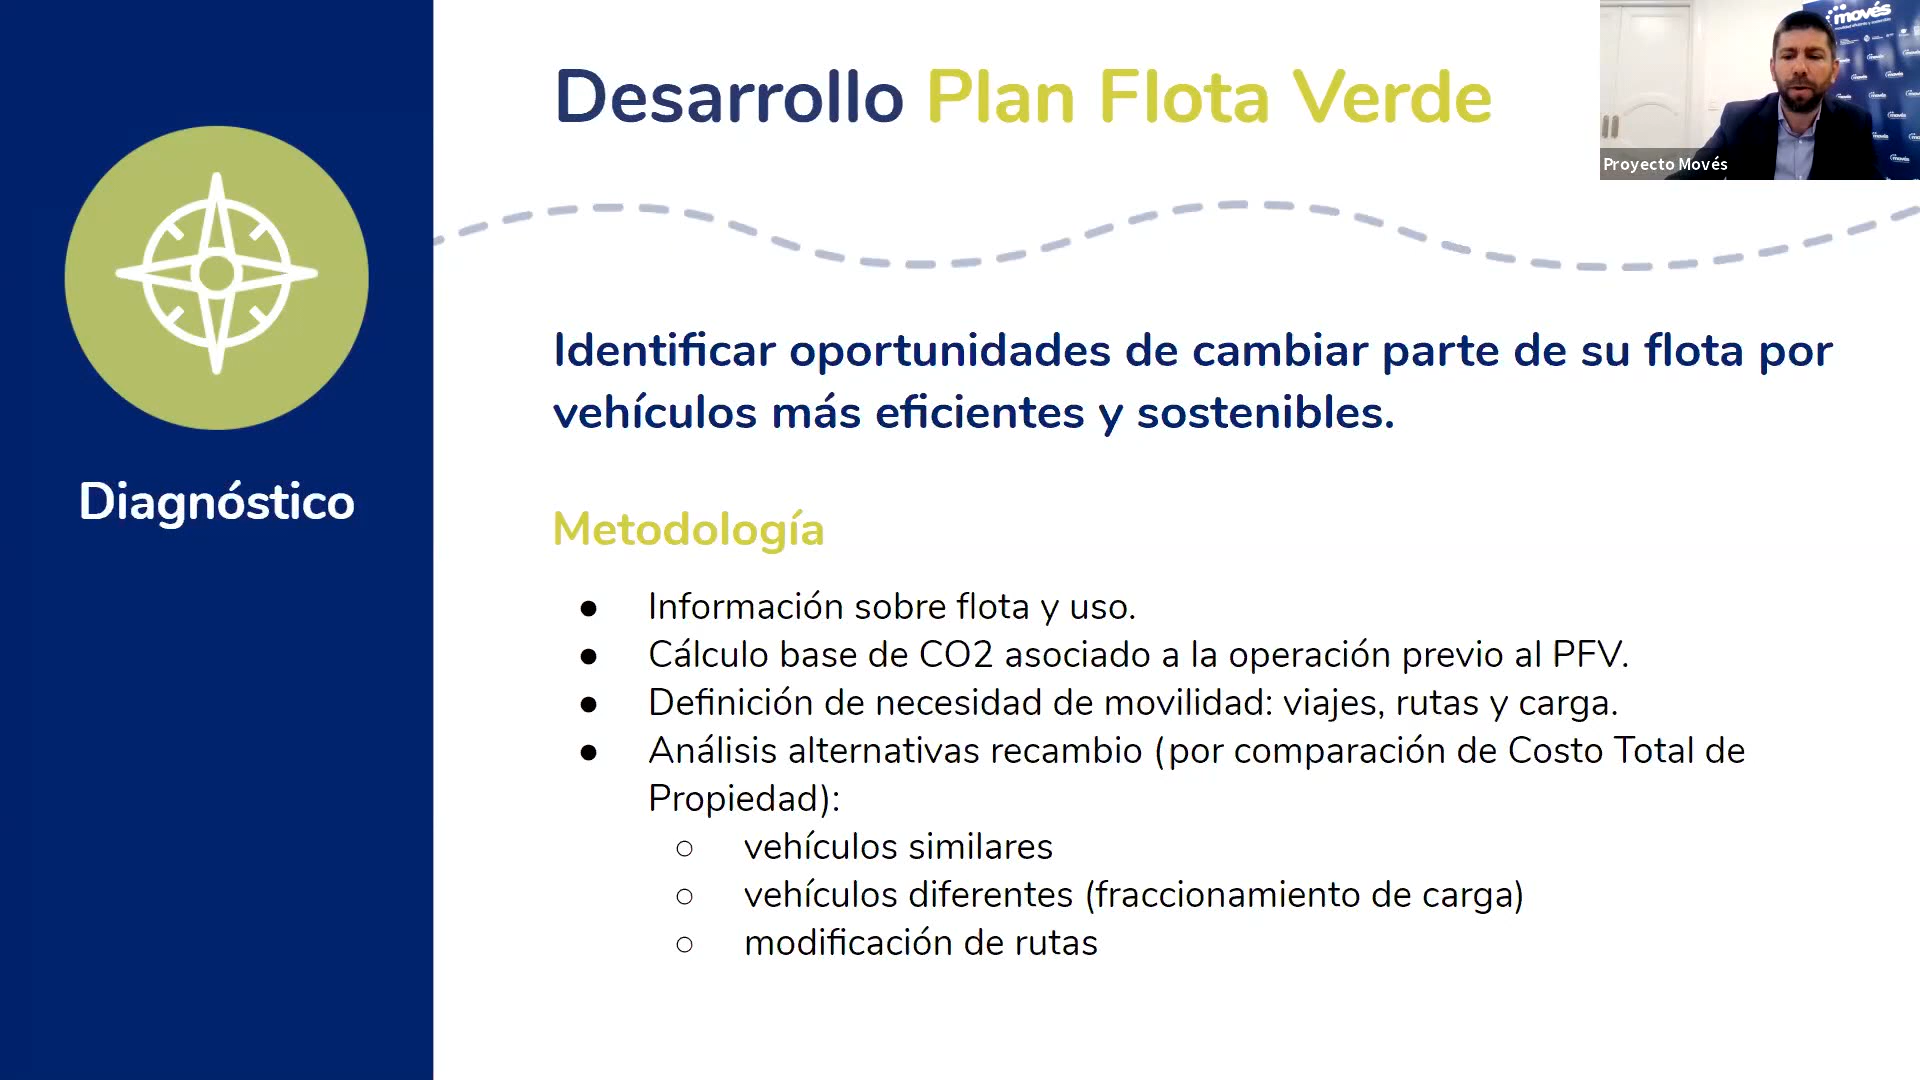 Desarrollo Plan Flota Verde
movés
Proyecto Movés
Diagnóstico
Identificar oportunidades de cambiar parte de su flota por
vehículos más eficientes y sostenibles.
Metodología
● Información sobre flota y uso.
● Cálculo base de CO2 asociado a la operación previo al PFV.
● Definición de necesidad de movilidad: viajes, rutas y carga.
● Análisis alternativas recambio (por comparación de Costo Total de
Propiedad):
○ vehículos similares
○ vehículos diferentes (fraccionamiento de carga)
○ modificación de rutas